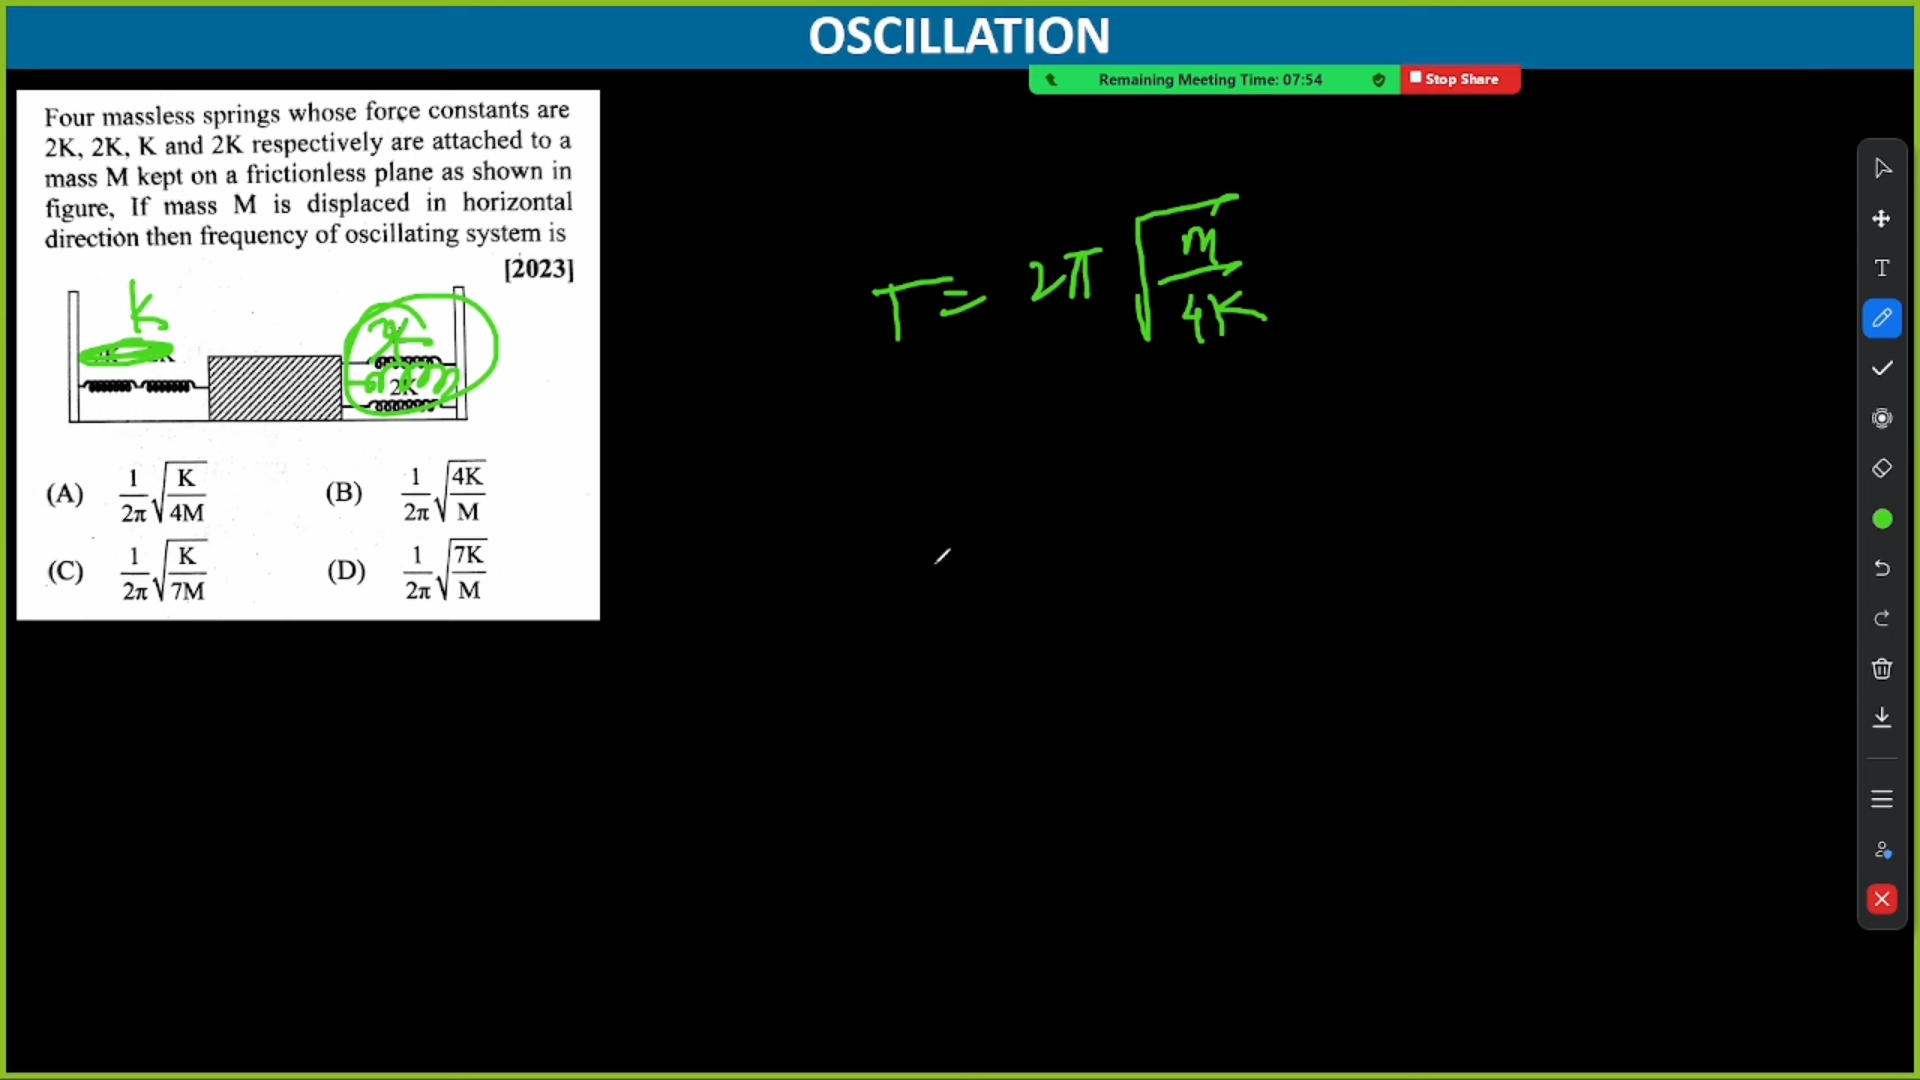 OSCILLATION
Remaining Meeting Time: 07:54
Stop Share
Four massless springs whose force constants are
2K, 2K, K and 2K respectively are attached to a
mass M kept on a frictionless plane as shown in
figure, If mass M is displaced in horizontal
direction then frequency of oscillating system is
[2023]
K
2K
(A) 1/2π √K/4M
(B) 1/2π √4K/M
(C) 1/2π √K/7M
(D) 1/2π √7K/M
T = 2π √m/4K
T